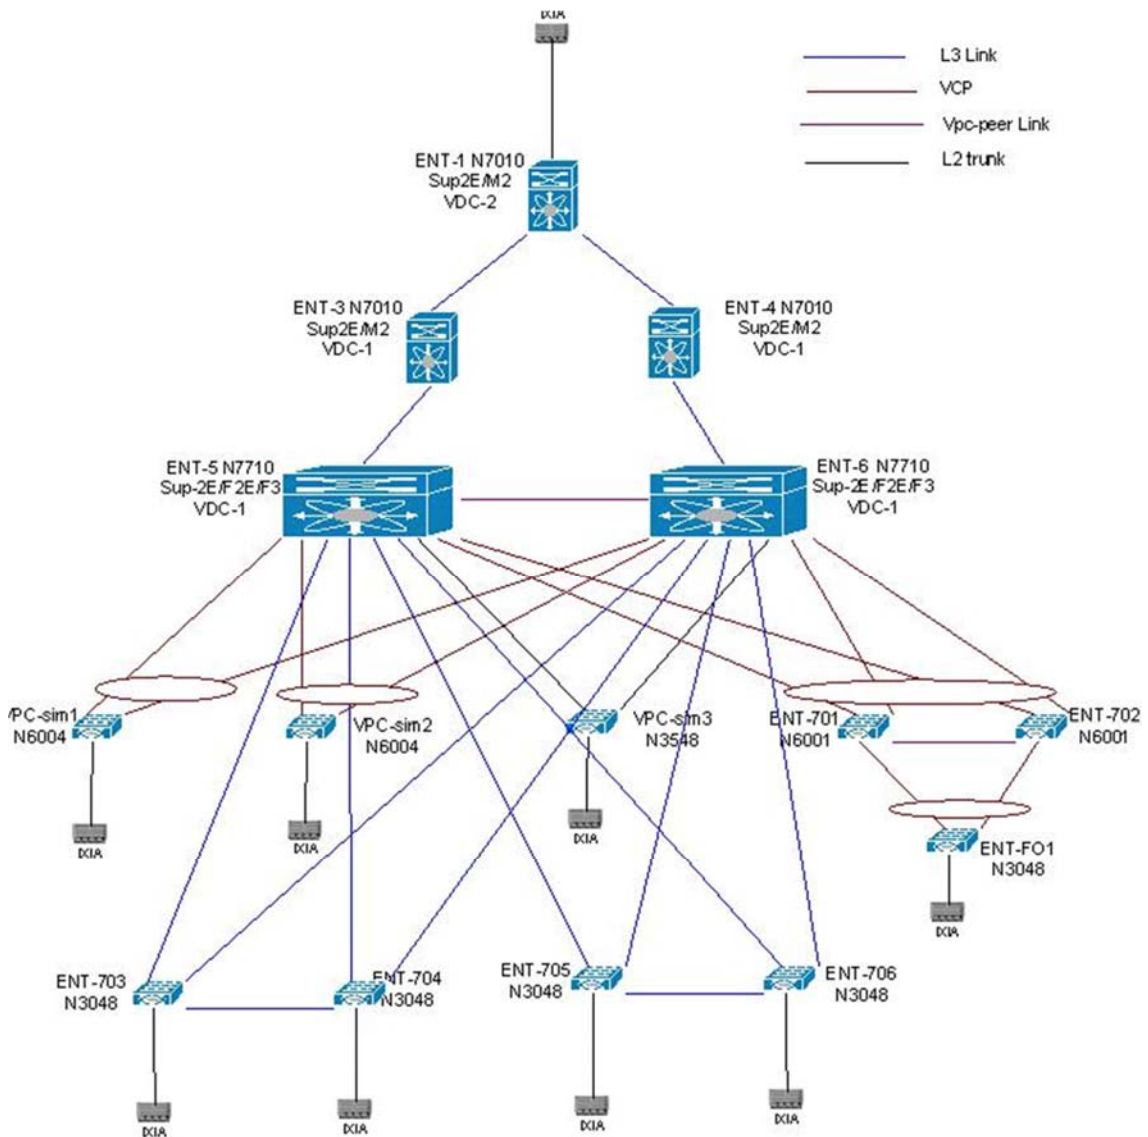 IXIA
L3 Link
VCP
Vpc-peer Link
L2 trunk
ENT-1 N7010
Sup2E/M2
VDC-2
ENT-3 N7010
Sup2E/M2
VDC-1
ENT-4 N7010
Sup2E/M2
VDC-1
ENT-5 N7710
Sup-2E/F2E/F3
VDC-1
ENT-6 N7710
Sup-2E/F2E/F3
VDC-1
VPC-sim1
N6004
VPC-sim2
N6004
VPC-sim3
N3548
ENT-701
N6001
ENT-702
N6001
IXIA
IXIA
IXIA
ENT-FO1
N3048
IXIA
ENT-703
N3048
ENT-704
N3048
ENT-705
N3048
ENT-706
N3048
IXIA
IXIA
IXIA
IXIA